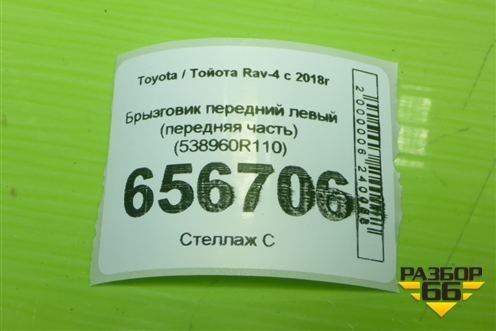 Toyota / Тойота Rav-4 с 2018г
Брызговик передний левый
(передняя часть)
(538960R110)
656706
Стеллаж С
РАЗБОР
66